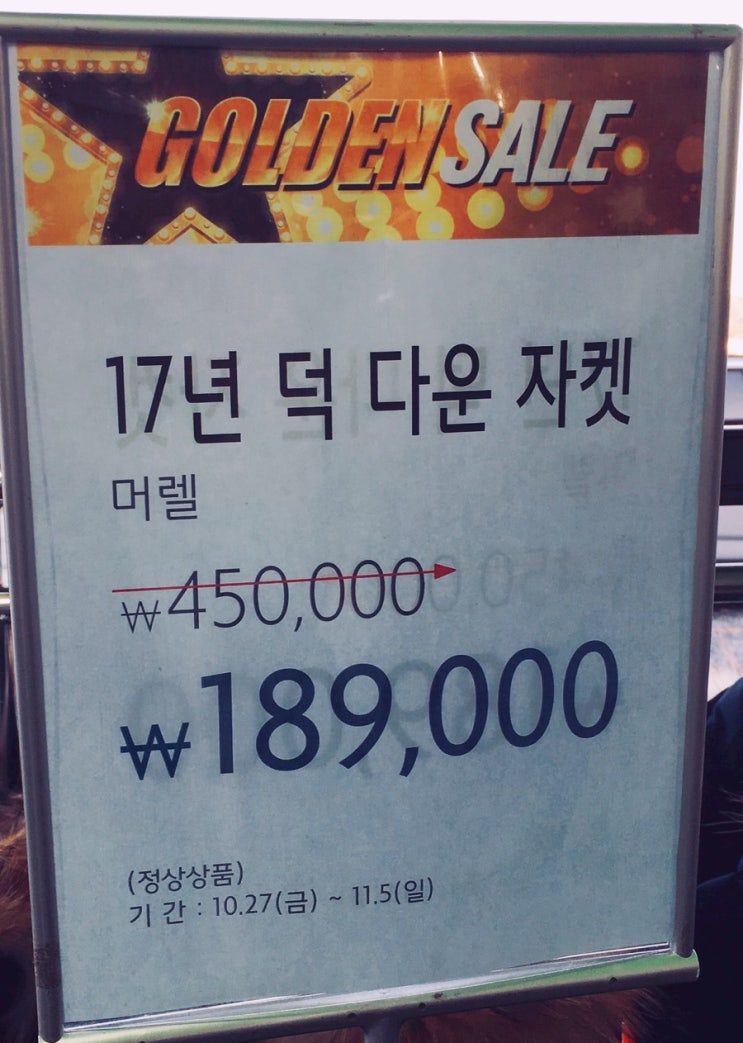 GOLDEN SALE
17년 덕 다운 자켓
머렐
₩450,000
₩189,000
(정상상품)
기 간 : 10.27(금) ~ 11.5(일)